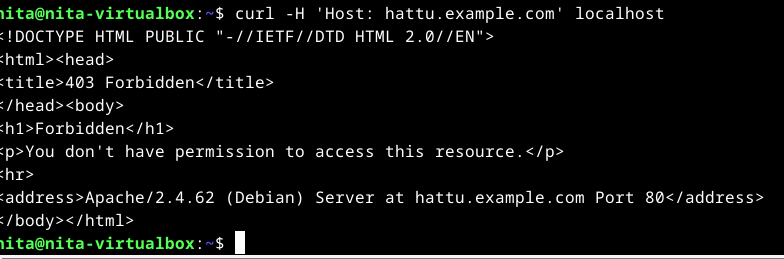 nita@nita-virtualbox:~$ curl -H 'Host: hattu.example.com' localhost
<!DOCTYPE HTML PUBLIC "-//IETF//DTD HTML 2.0//EN">
<html><head>
<title>403 Forbidden</title>
</head><body>
<h1>Forbidden</h1>
<p>You don't have permission to access this resource.</p>
<hr>
<address>Apache/2.4.62 (Debian) Server at hattu.example.com Port 80</address>
</body></html>
nita@nita-virtualbox:~$